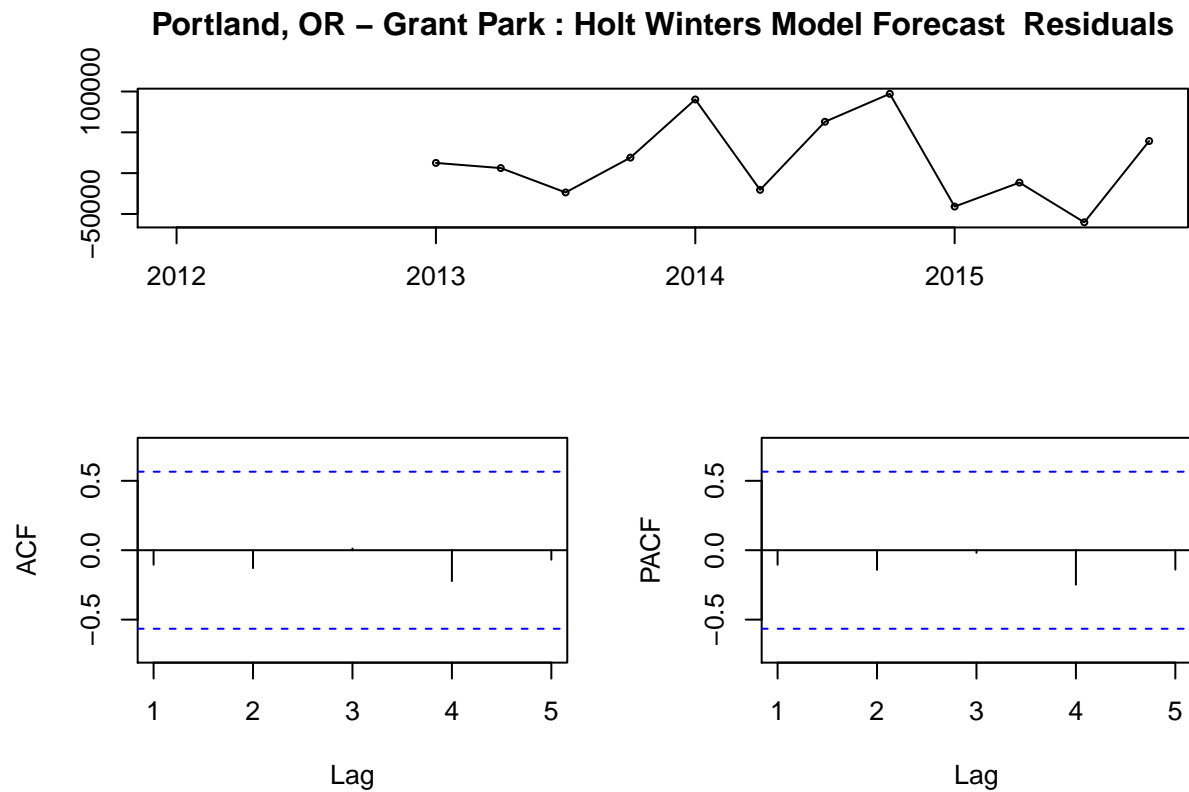 Portland, OR – Grant Park : Holt Winters Model Forecast  Residuals
100000
−50000
2012 2013 2014 2015
ACF
0.5
0.0
−0.5
1 2 3 4 5
Lag
PACF
0.5
0.0
−0.5
1 2 3 4 5
Lag